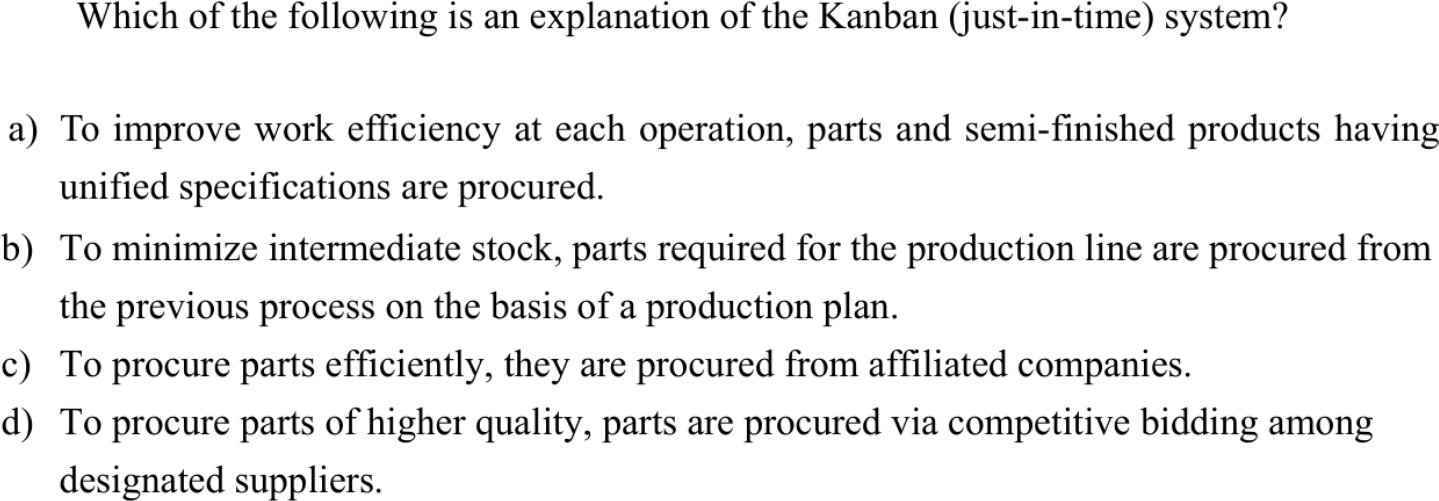 Which of the following is an explanation of the Kanban (just-in-time) system?
a) To improve work efficiency at each operation, parts and semi-finished products having
unified specifications are procured.
b) To minimize intermediate stock, parts required for the production line are procured from
the previous process on the basis of a production plan.
c) To procure parts efficiently, they are procured from affiliated companies.
d) To procure parts of higher quality, parts are procured via competitive bidding among
designated suppliers.